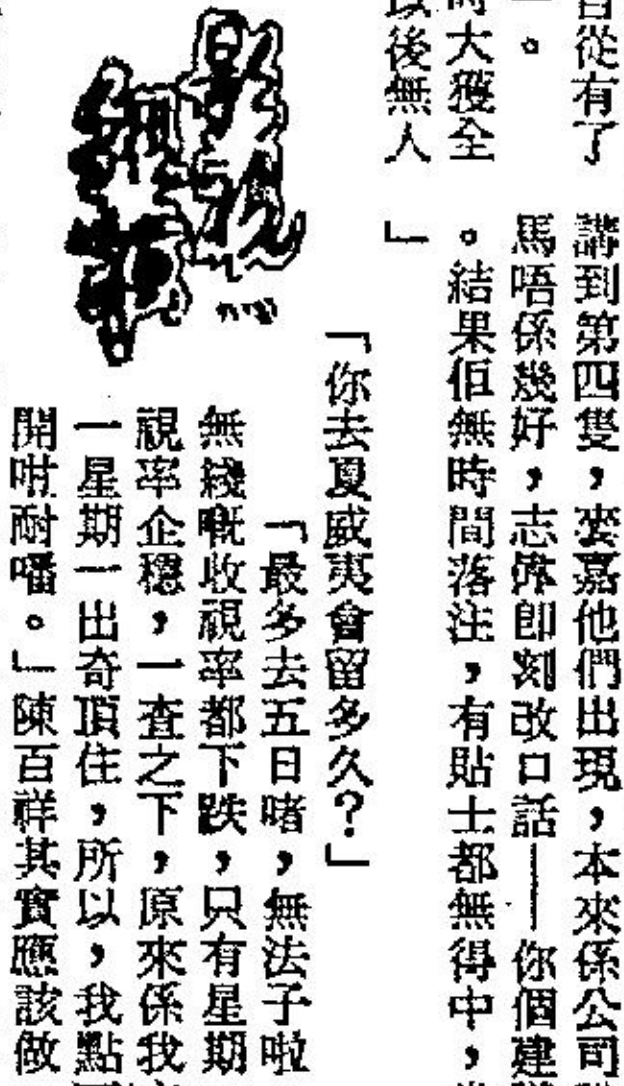 自從有了
一。
時大獲全
以後無人
講到第四隻，麥嘉他們出現，本來係公司
馬唔係幾好，志偉即刻改口話——你個建
。結果佢無時間落注，有貼士都無得中，
」
影視
「你去夏威夷會留多久？」
「最多去五日啫，無法子啦
無綫嘅收視率都下跌，只有星期
視率企穩，一查之下，原來係我
一星期一出奇頂住，所以，我點
開咁耐噃。」陳百祥其實應該做